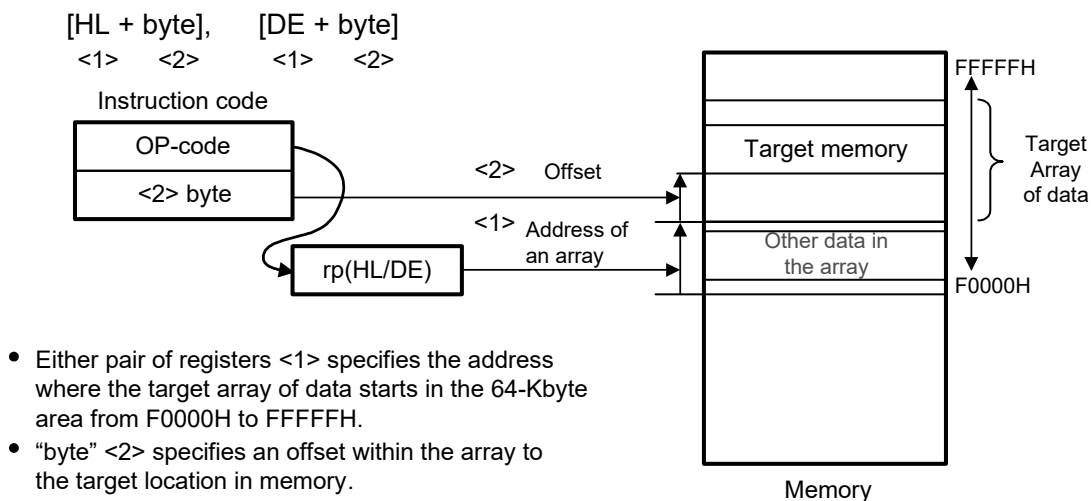 [HL + byte], [DE + byte]
<1> <2> <1> <2>
Instruction code
OP-code
<2> byte
rp(HL/DE)
<2> Offset
<1> Address of
an array
FFFFFH
Target memory
Target
Array
of data
Other data in
the array
F0000H
Memory
• Either pair of registers <1> specifies the address
where the target array of data starts in the 64-Kbyte
area from F0000H to FFFFFH.
• “byte” <2> specifies an offset within the array to
the target location in memory.